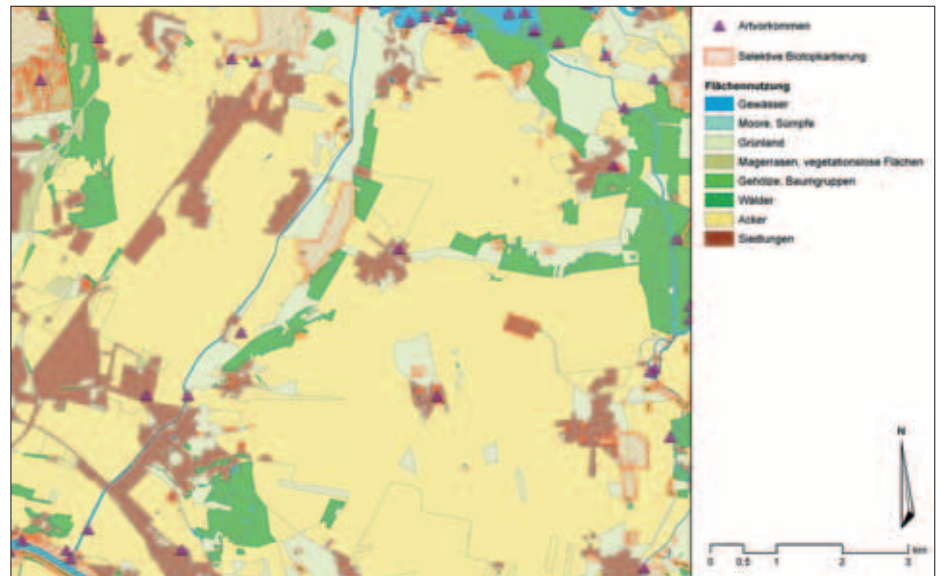 Artvorkommen
Selektive Biotopkartierung
Flächennutzung
Gewässer
Moore, Sümpfe
Grünland
Magerrasen, vegetationslose Flächen
Gehölze, Baumgruppen
Wälder
Acker
Siedlungen
N
0 0,5 1 2 3 km